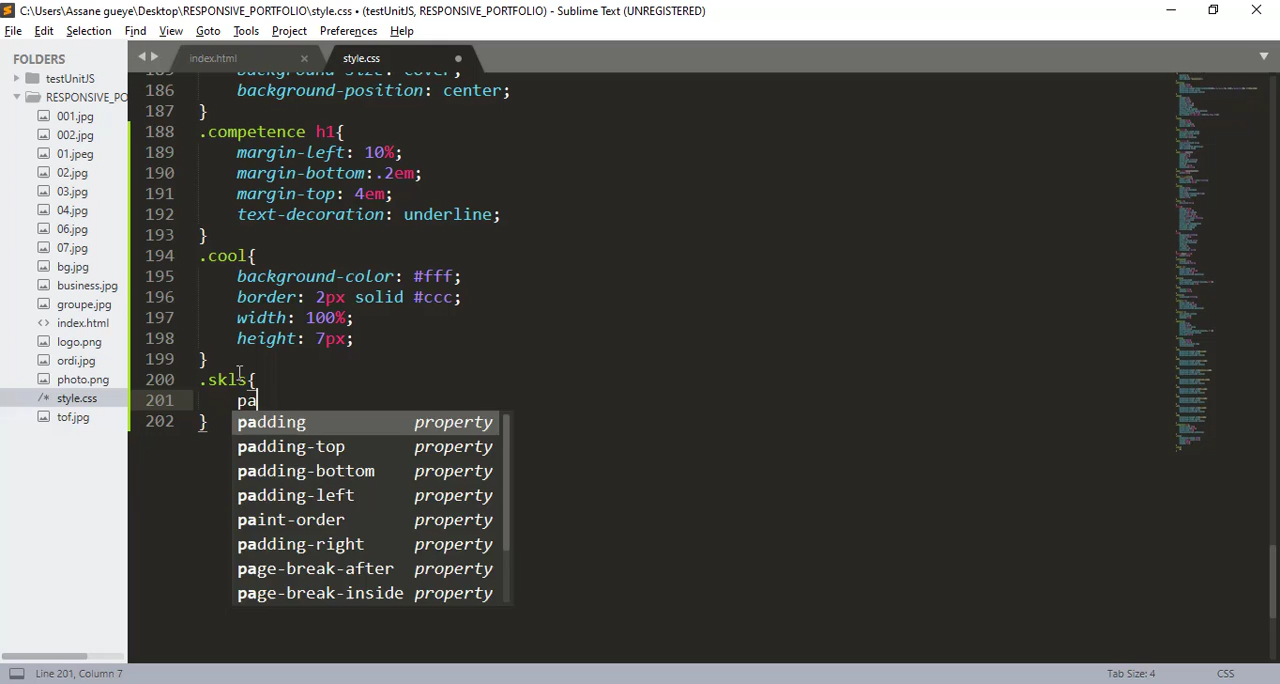 C:\Users\Assane gueye\Desktop\RESPONSIVE_PORTFOLIO\style.css • (testUnitJS, RESPONSIVE_PORTFOLIO) - Sublime Text (UNREGISTERED)
File Edit Selection Find View Goto Tools Project Preferences Help
FOLDERS
testUnitJS
RESPONSIVE_PO
001.jpg
002.jpg
01.jpeg
02.jpg
03.jpg
04.jpg
06.jpg
07.jpg
bg.jpg
business.jpg
groupe.jpg
<> index.html
logo.png
ordi.jpg
photo.png
/* style.css
tof.jpg
index.html × style.css
185 background-size: cover;
186 background-position: center;
187 }
188 .competence h1{
189 margin-left: 10%;
190 margin-bottom:.2em;
191 margin-top: 4em;
192 text-decoration: underline;
193 }
194 .cool{
195 background-color: #fff;
196 border: 2px solid #ccc;
197 width: 100%;
198 height: 7px;
199 }
200 .skls{
201 pa
202 }
padding property
padding-top property
padding-bottom property
padding-left property
paint-order property
padding-right property
page-break-after property
page-break-inside property
Line 201, Column 7
Tab Size: 4
CSS